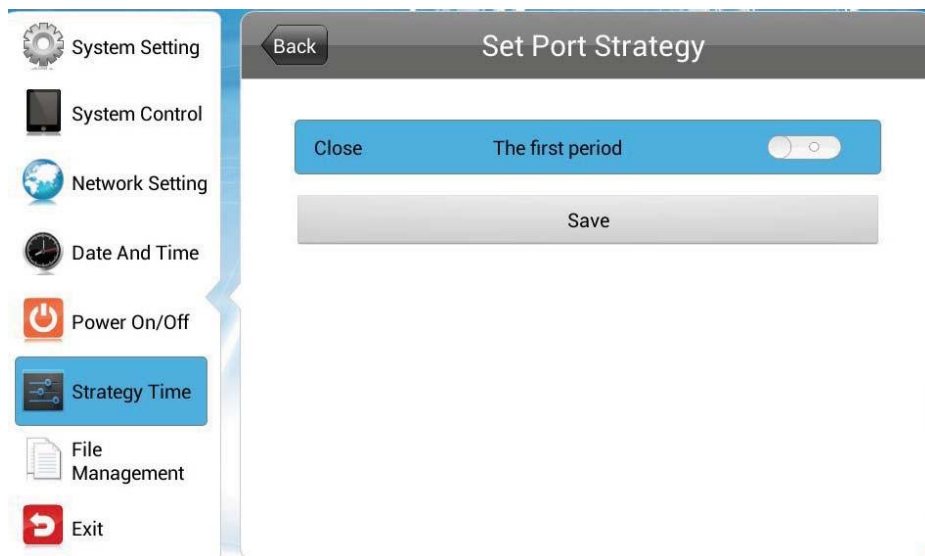 System Setting
System Control
Network Setting
Date And Time
Power On/Off
Strategy Time
File
Management
Exit
Back
Set Port Strategy
Close The first period
Save